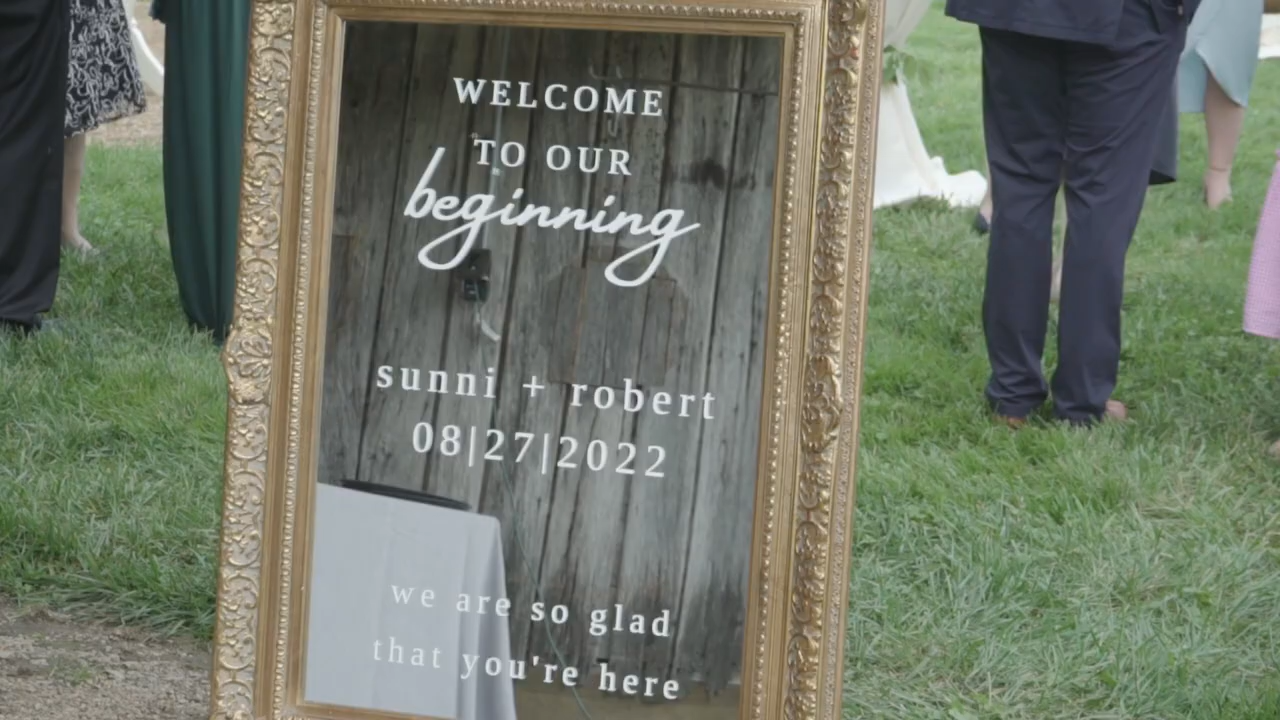 WELCOME
TO OUR
beginning
sunni + robert
08|27|2022
we are so glad
that you're here